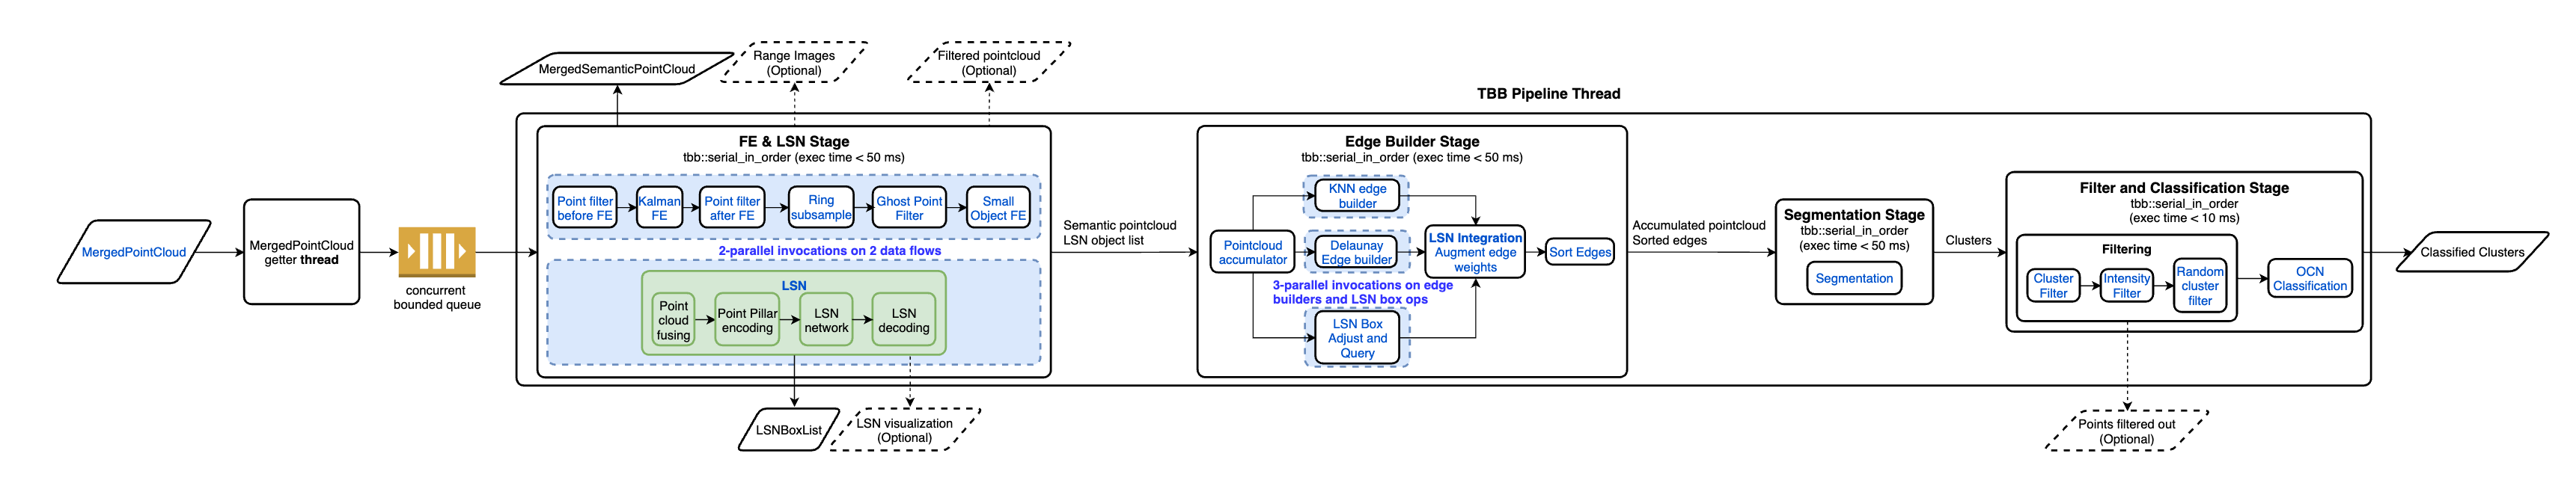 MergedSemanticPointCloud
Range Images
(Optional)
Filtered pointcloud
(Optional)
TBB Pipeline Thread
MergedPointCloud
MergedPointCloud
getter thread
concurrent
bounded queue
FE & LSN Stage
tbb::serial_in_order (exec time < 50 ms)
Point filter
before FE
Kalman
FE
Point filter
after FE
Ring
subsample
Ghost Point
Filter
Small
Object FE
2-parallel invocations on 2 data flows
LSN
Point
cloud
fusing
Point Pillar
encoding
LSN
network
LSN
decoding
LSNBoxList
LSN visualization
(Optional)
Semantic pointcloud
LSN object list
Edge Builder Stage
tbb::serial_in_order (exec time < 50 ms)
Pointcloud
accumulator
KNN edge
builder
Delaunay
Edge builder
3-parallel invocations on edge
builders and LSN box ops
LSN Box
Adjust and
Query
LSN Integration
Augment edge
weights
Sort Edges
Accumulated pointcloud
Sorted edges
Segmentation Stage
tbb::serial_in_order
(exec time < 50 ms)
Segmentation
Clusters
Filter and Classification Stage
tbb::serial_in_order
(exec time < 10 ms)
Filtering
Cluster
Filter
Intensity
Filter
Random
cluster
filter
OCN
Classification
Points filtered out
(Optional)
Classified Clusters